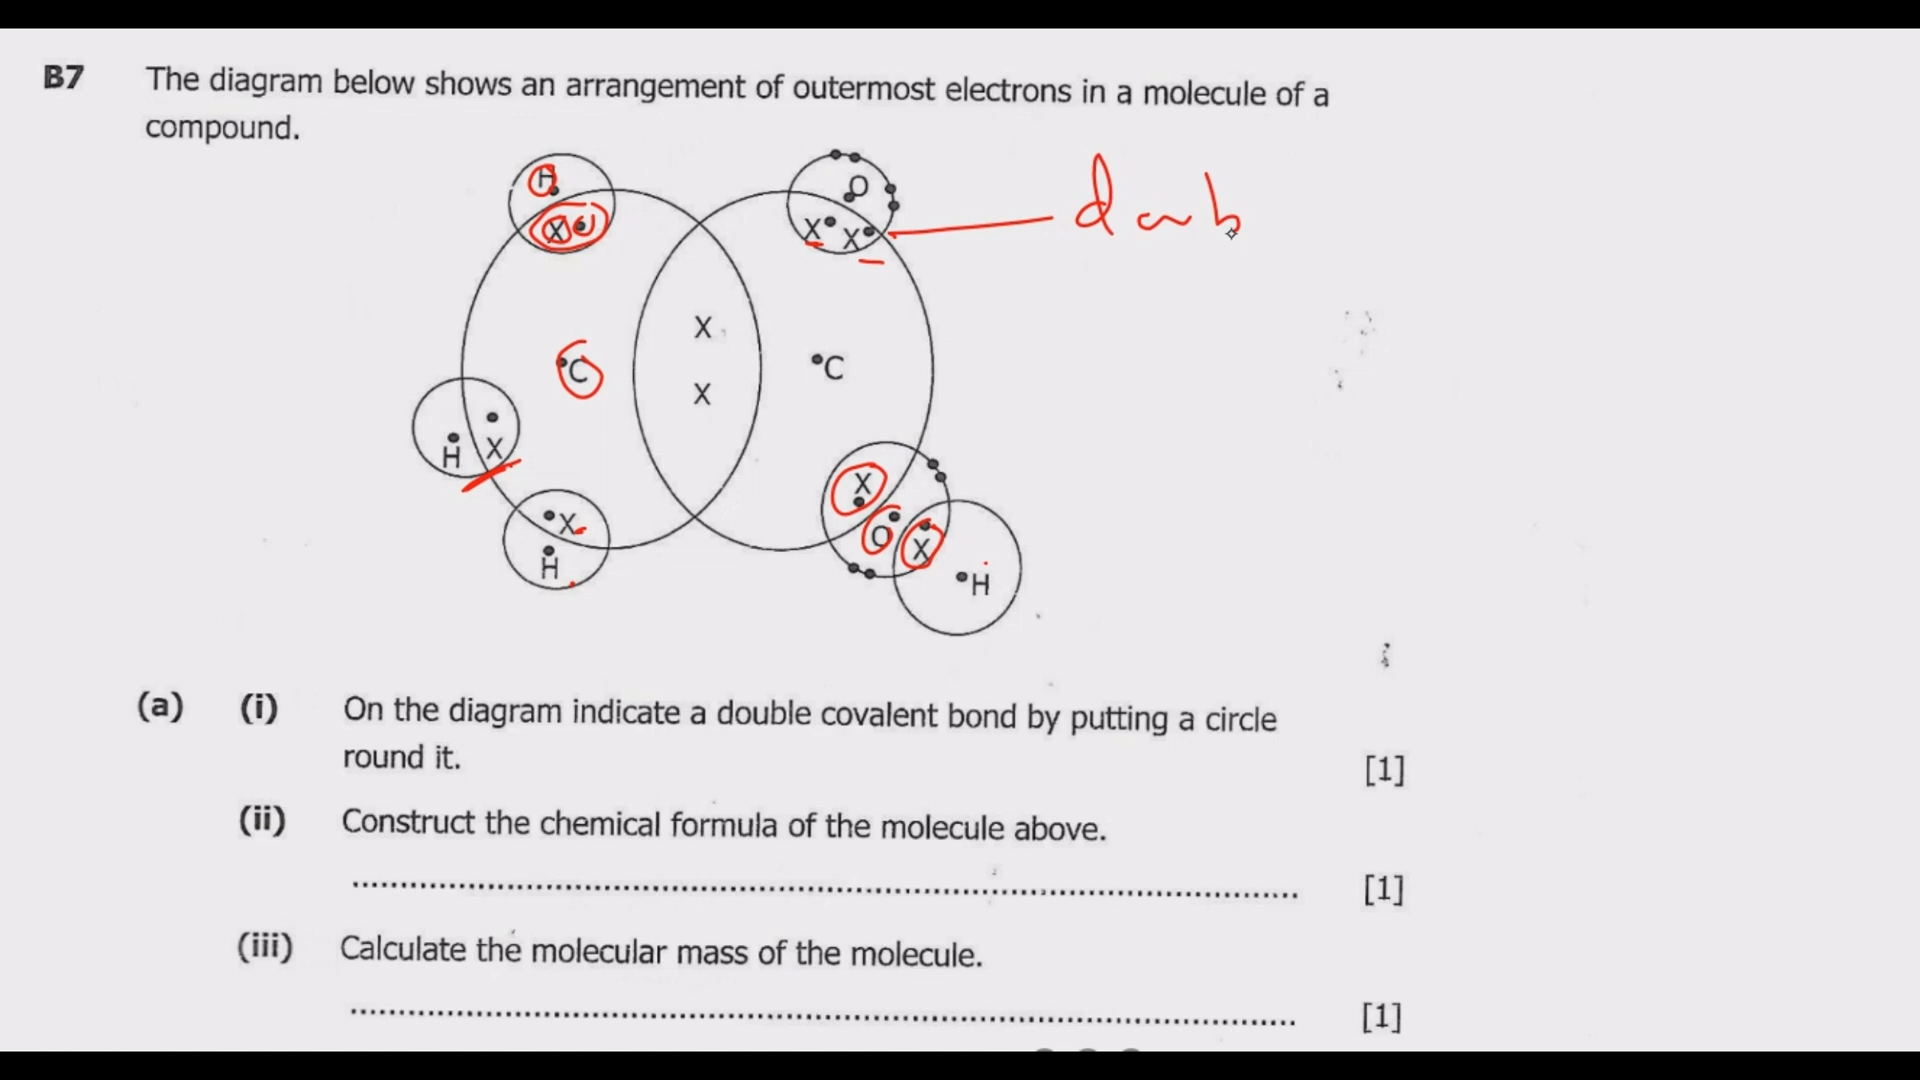 B7 The diagram below shows an arrangement of outermost electrons in a molecule of a
compound.
H
O
X
X X
doub
X
C
C
X
H X
X
X
O
X
H
H
(a) (i) On the diagram indicate a double covalent bond by putting a circle
round it. [1]
(ii) Construct the chemical formula of the molecule above.
[1]
(iii) Calculate the molecular mass of the molecule.
[1]